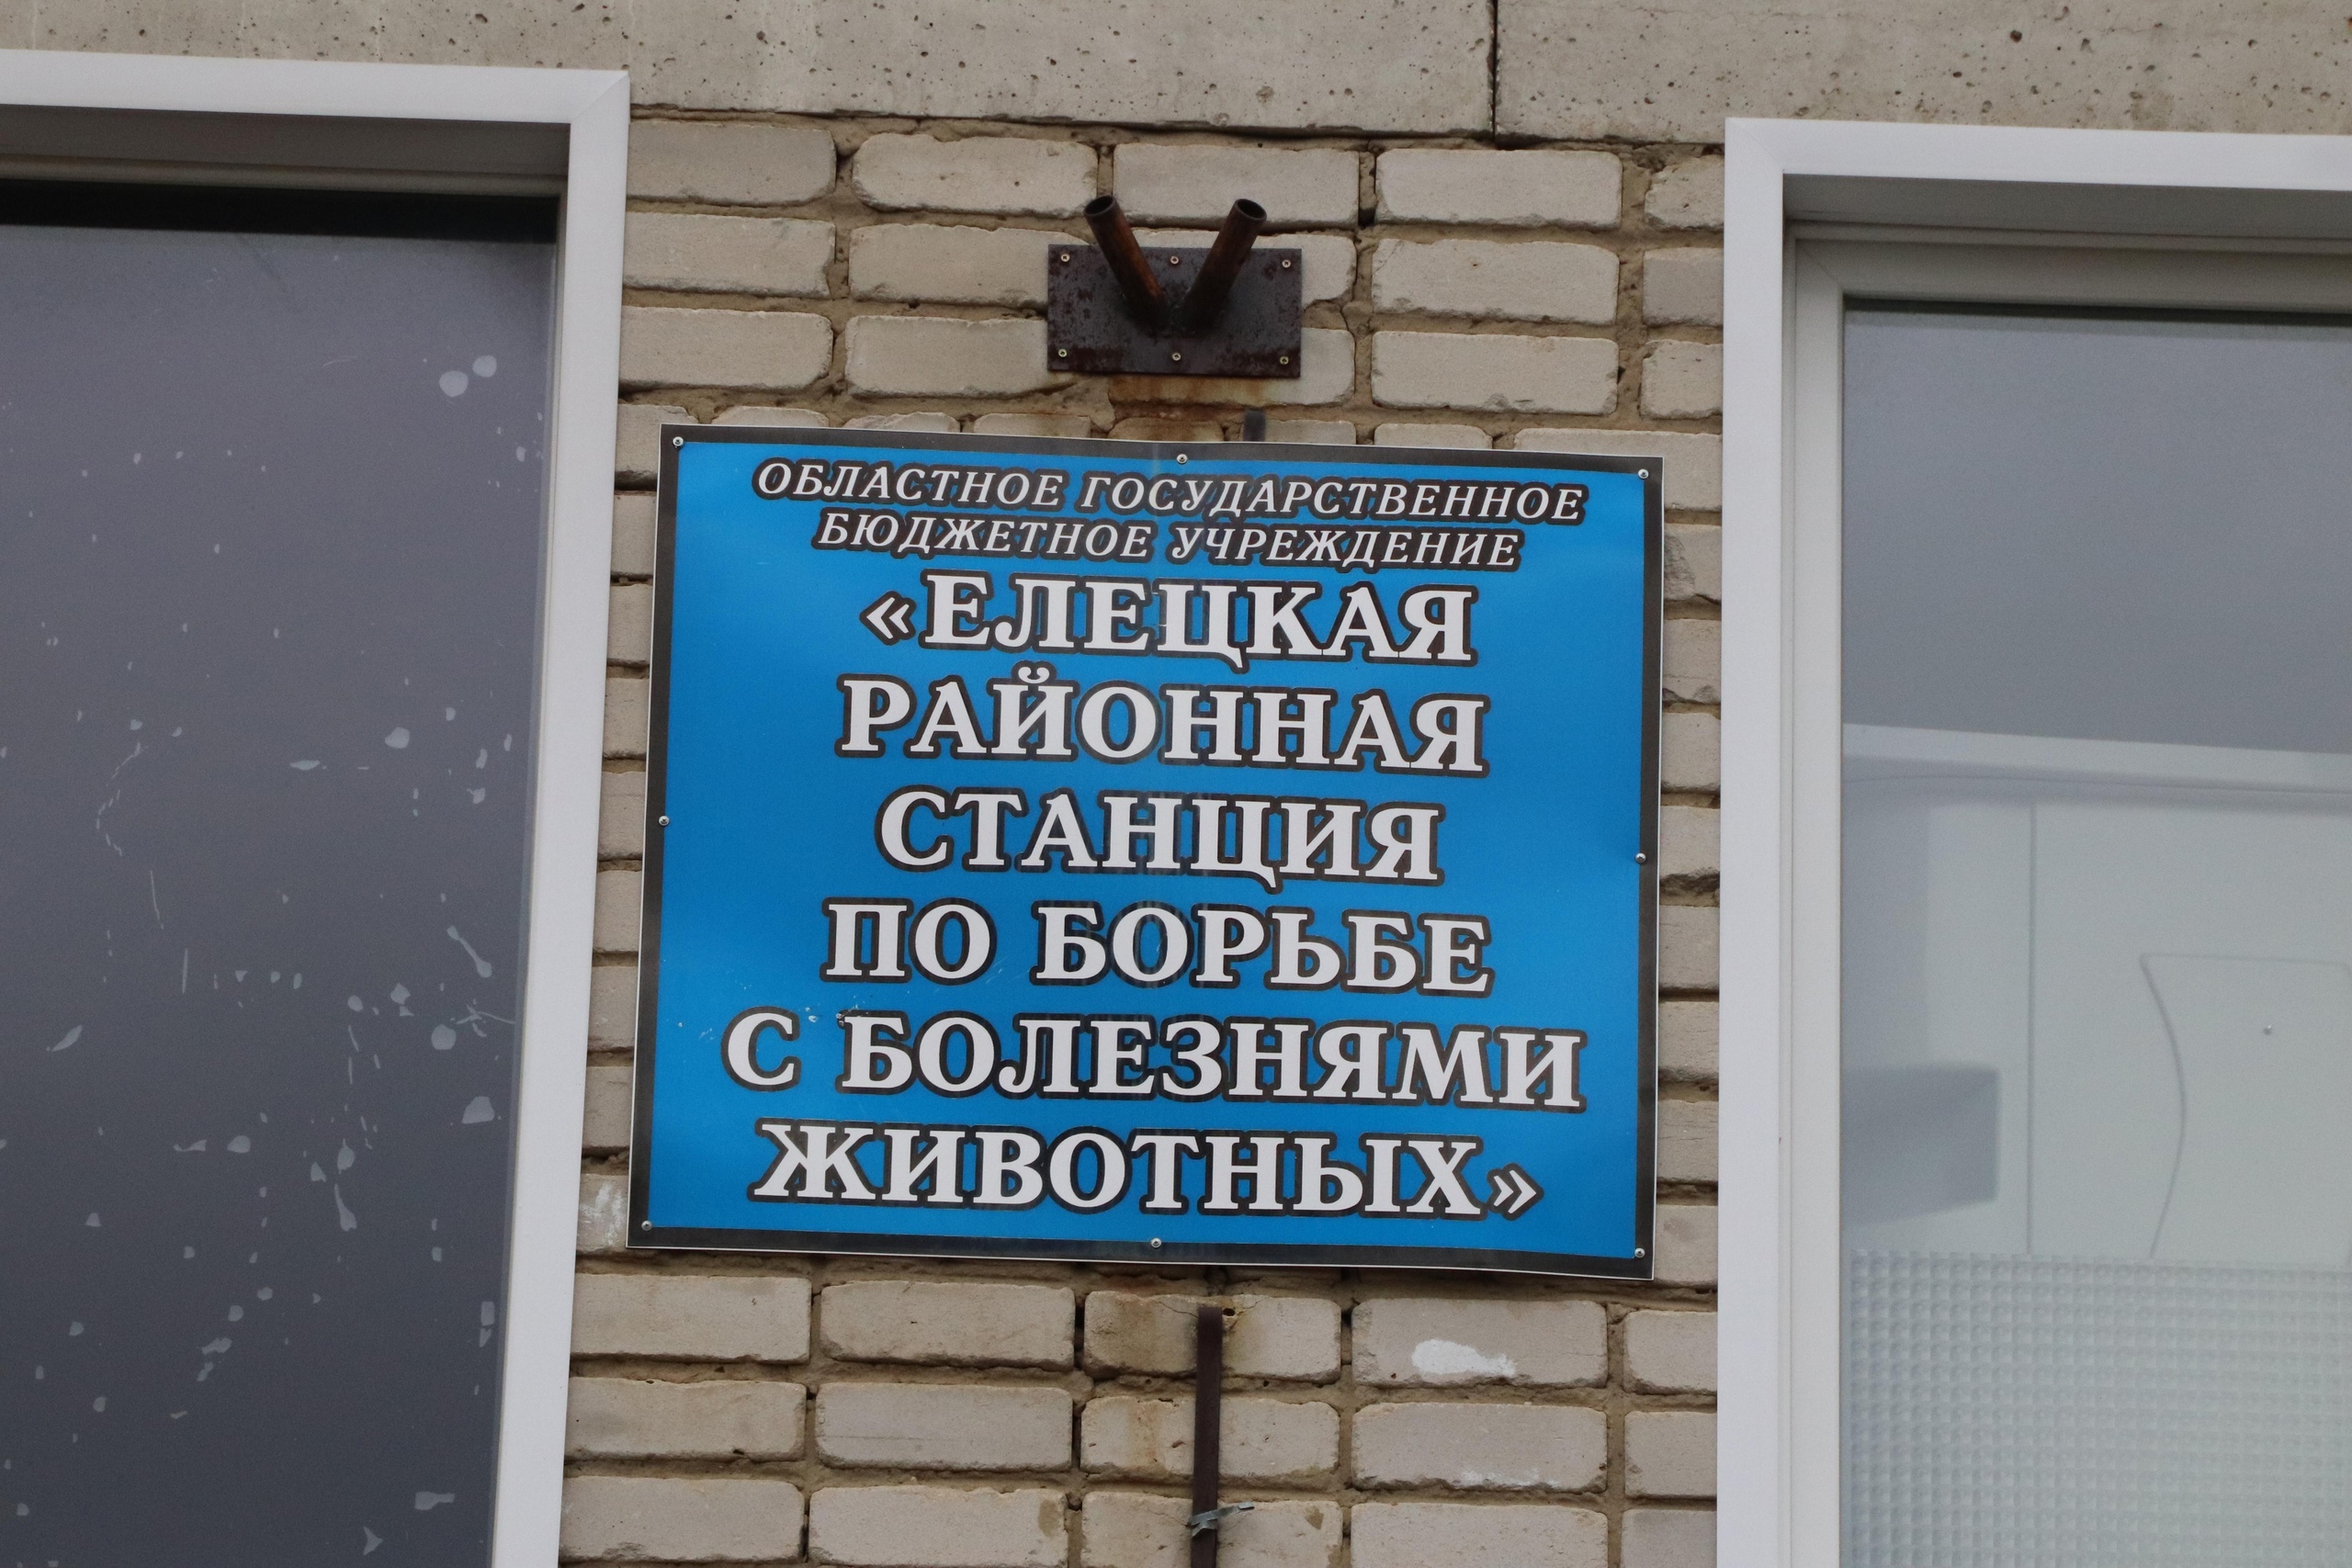 ОБЛАСТНОЕ ГОСУДАРСТВЕННОЕ
БЮДЖЕТНОЕ УЧРЕЖДЕНИЕ
«ЕЛЕЦКАЯ
РАЙОННАЯ
СТАНЦИЯ
ПО БОРЬБЕ
С БОЛЕЗНЯМИ
ЖИВОТНЫХ»